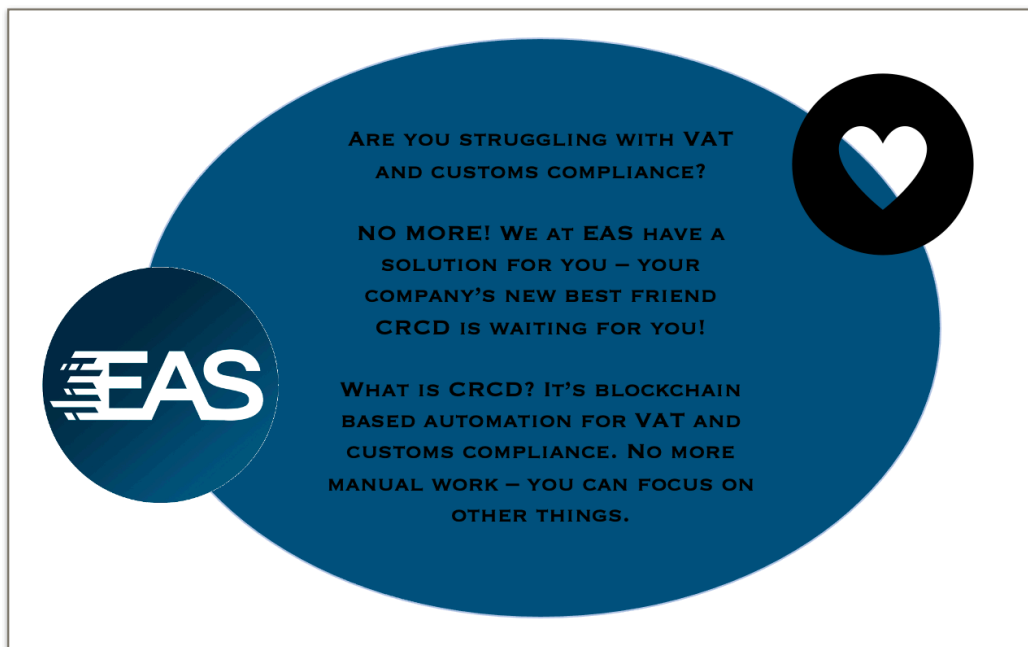 ARE YOU STRUGGLING WITH VAT
AND CUSTOMS COMPLIANCE?
NO MORE! WE AT EAS HAVE A
SOLUTION FOR YOU – YOUR
COMPANY'S NEW BEST FRIEND
CRCD IS WAITING FOR YOU!
EAS
WHAT IS CRCD? IT'S BLOCKCHAIN
BASED AUTOMATION FOR VAT AND
CUSTOMS COMPLIANCE. NO MORE
MANUAL WORK – YOU CAN FOCUS ON
OTHER THINGS.